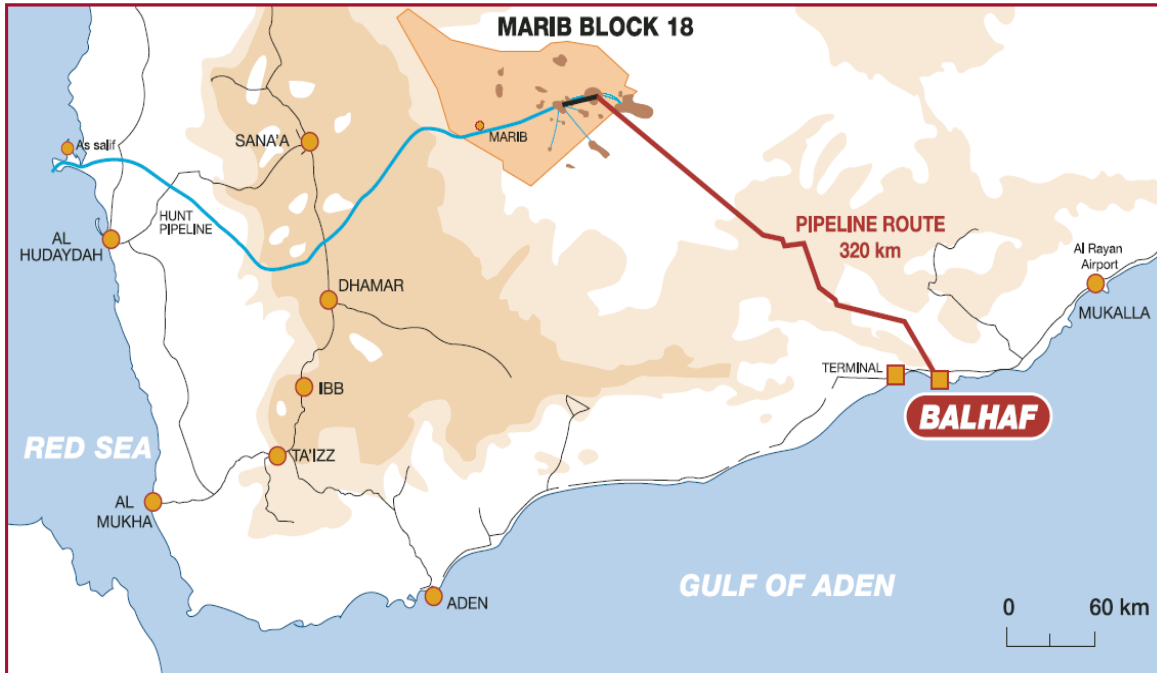 MARIB BLOCK 18
As salif
SANA'A
MARIB
HUNT
PIPELINE
AL
HUDAYDAH
PIPELINE ROUTE
320 km
Al Rayan
Airport
DHAMAR
MUKALLA
TERMINAL
IBB
BALHAF
RED SEA
TA'IZZ
AL
MUKHA
GULF OF ADEN
ADEN
0 60 km